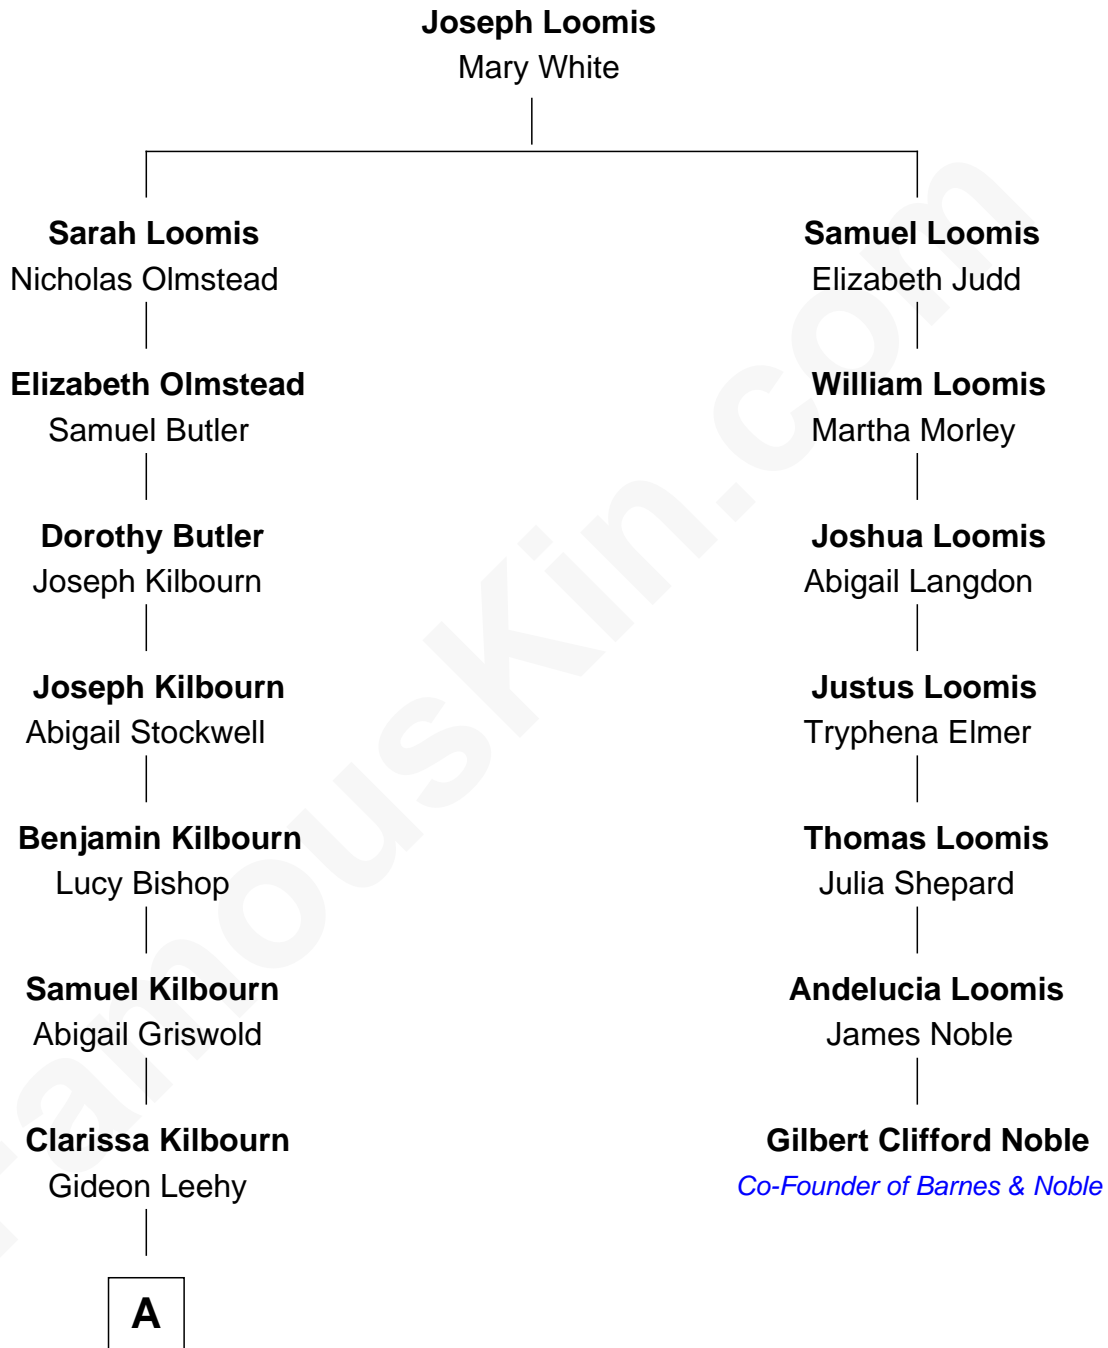 Joseph Loomis
Mary White
Sarah Loomis
Nicholas Olmstead
Samuel Loomis
Elizabeth Judd
Elizabeth Olmstead
Samuel Butler
William Loomis
Martha Morley
Dorothy Butler
Joseph Kilbourn
Joshua Loomis
Abigail Langdon
Joseph Kilbourn
Abigail Stockwell
Justus Loomis
Tryphena Elmer
Benjamin Kilbourn
Lucy Bishop
Thomas Loomis
Julia Shepard
Samuel Kilbourn
Abigail Griswold
Andelucia Loomis
James Noble
Clarissa Kilbourn
Gideon Leehy
Gilbert Clifford Noble
Co-Founder of Barnes & Noble
A
FamousKin.com